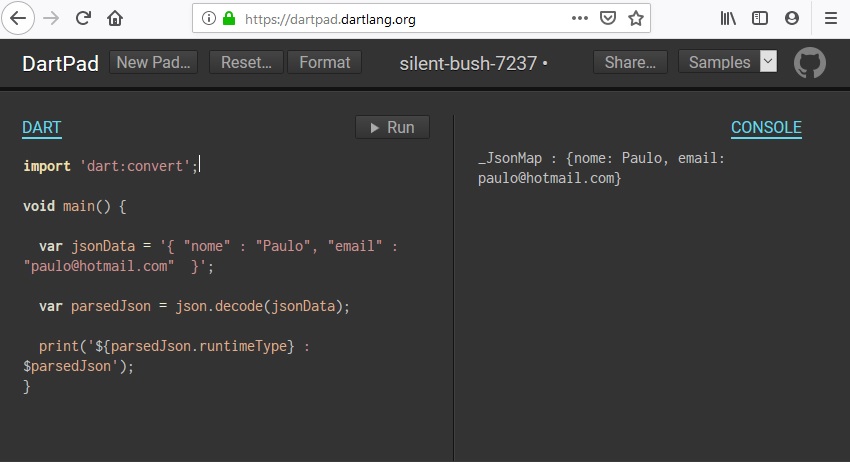 https://dartpad.dartlang.org
DartPad
New Pad...
Reset...
Format
silent-bush-7237 •
Share...
Samples
DART
Run
import 'dart:convert';
void main() {
var jsonData = '{ "nome" : "Paulo", "email" :
"paulo@hotmail.com"  }';
var parsedJson = json.decode(jsonData);
print('${parsedJson.runtimeType} :
$parsedJson');
}
CONSOLE
_JsonMap : {nome: Paulo, email:
paulo@hotmail.com}